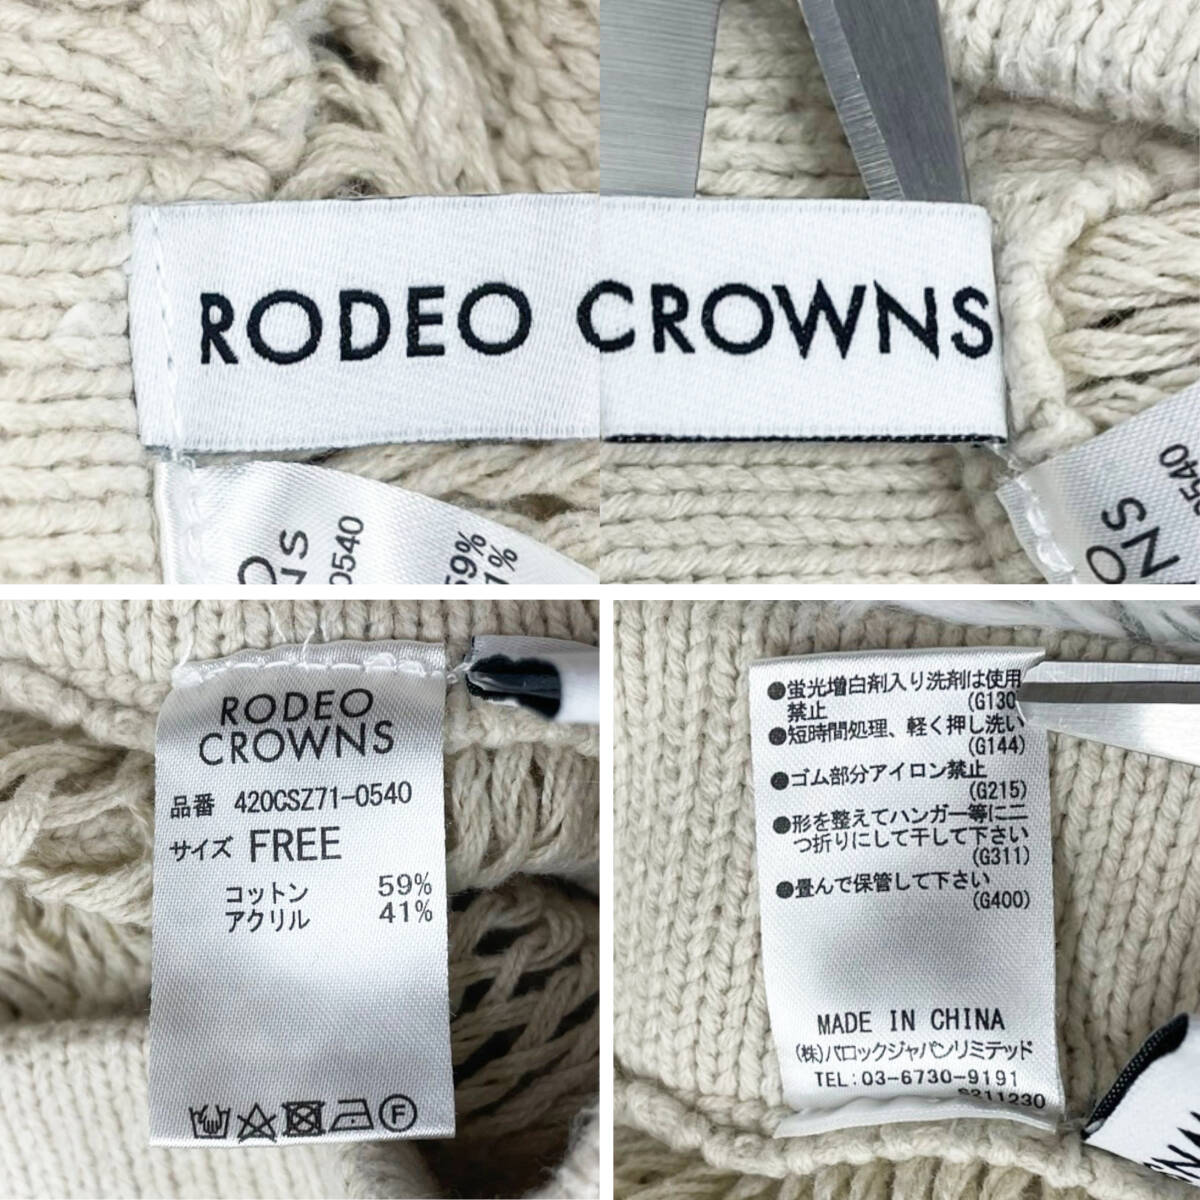 RODEO CROWNS
0540
59%
1%
NS
0540
RODEO
CROWNS
品番 420CSZ71-0540
サイズ FREE
コットン 59%
アクリル 41%
F
●蛍光増白剤入り洗剤は使用
禁止 (G130
●短時間処理、軽く押し洗い
(G144)
●ゴム部分アイロン禁止
(G215)
●形を整えてハンガー等に二
つ折りにして干して下さい
(G311)
●畳んで保管して下さい
(G400)
MADE IN CHINA
(株)バロックジャパンリミテッド
TEL:03-6730-9191